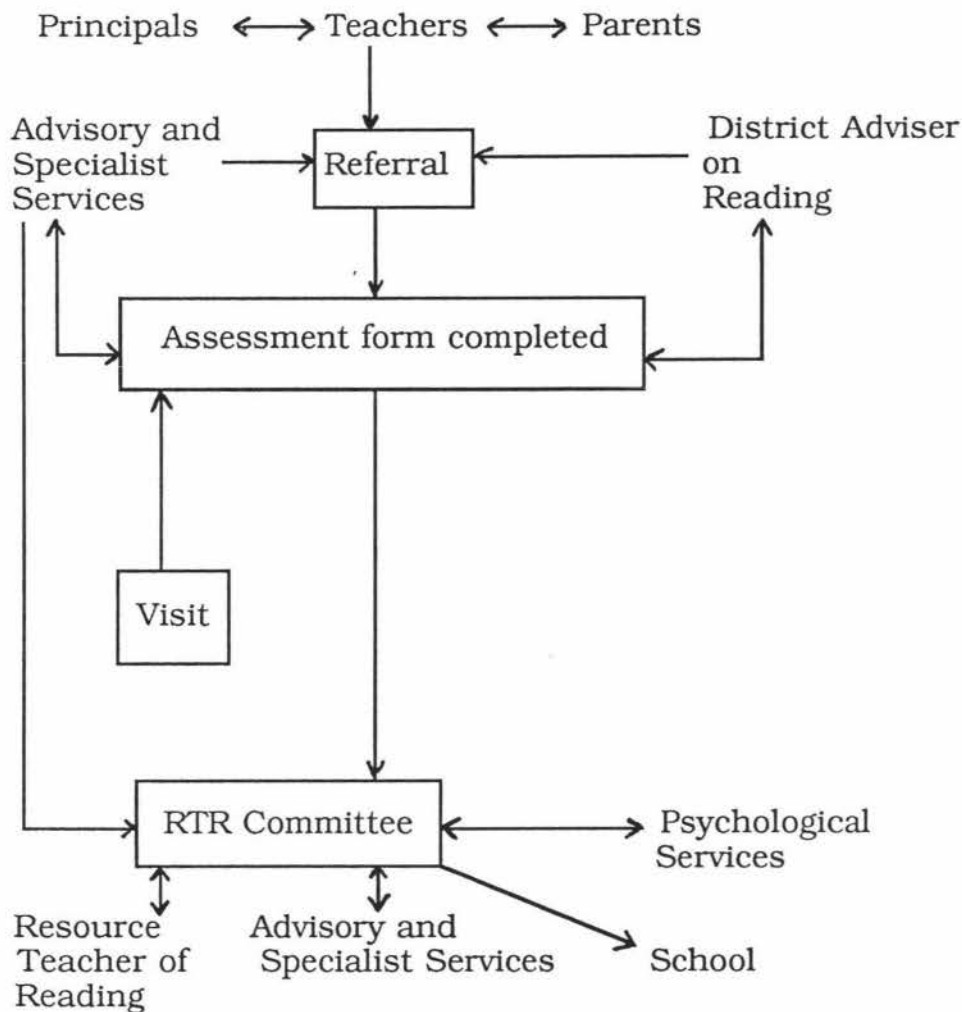 Principals Teachers Parents
Advisory and
Specialist
Services
Referral
District Adviser
on
Reading
Assessment form completed
Visit
RTR Committee
Psychological
Services
Resource
Teacher of
Reading
Advisory and
Specialist Services
School